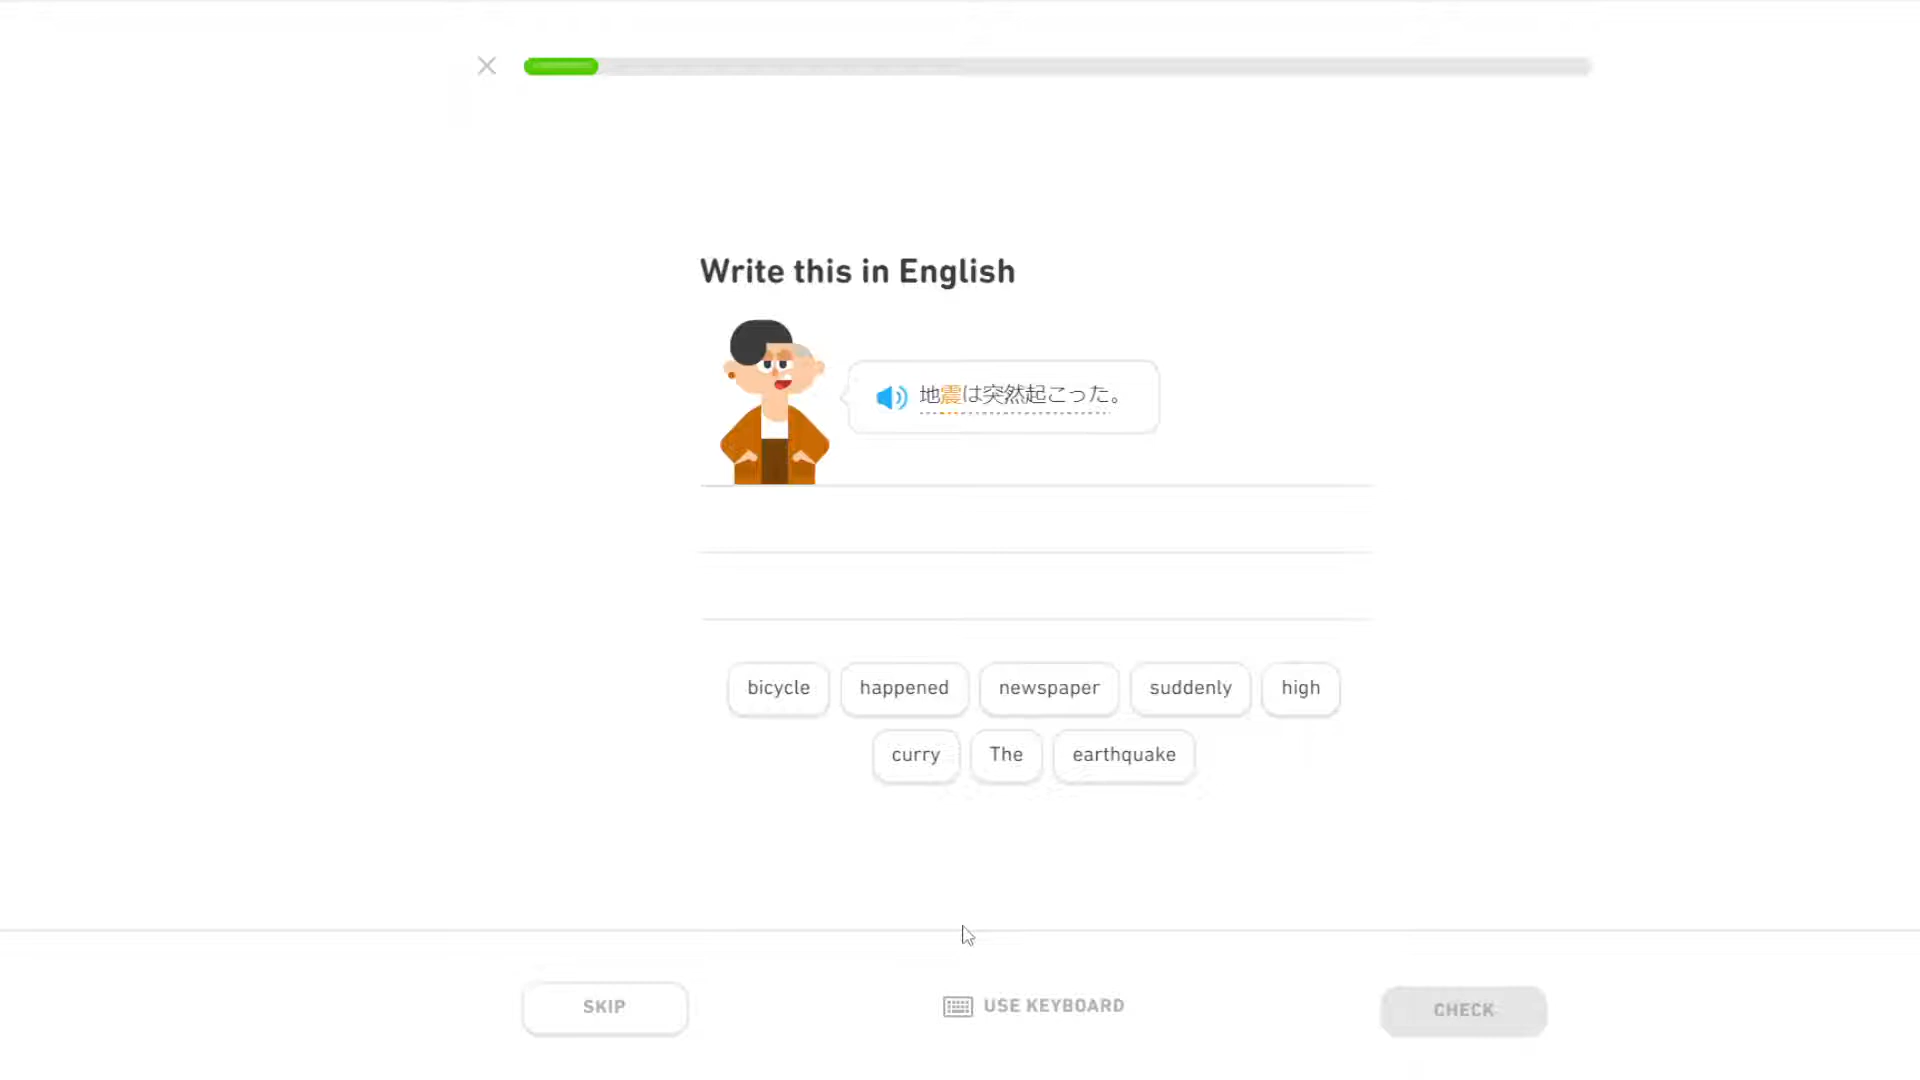 Write this in English
地震は突然起こった。
bicycle happened newspaper suddenly high
curry The earthquake
SKIP USE KEYBOARD CHECK